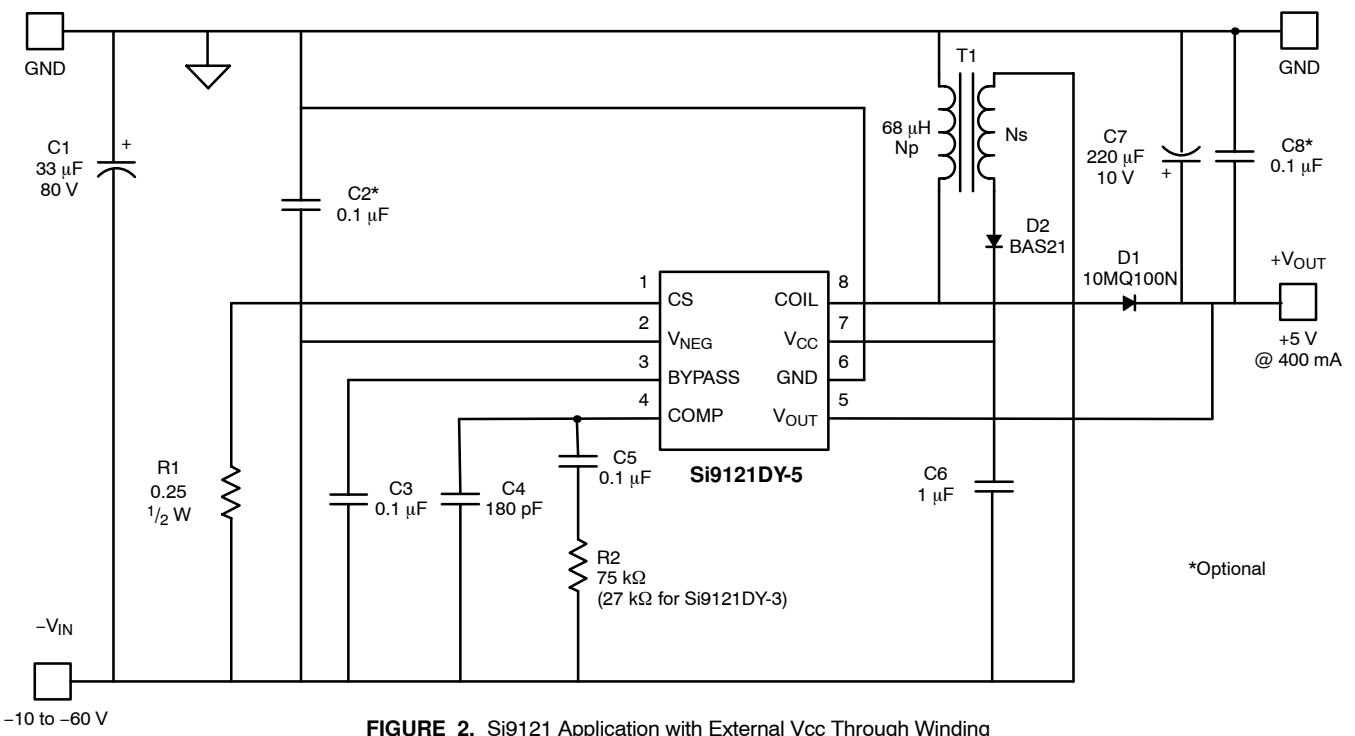 GND
GND
T1
C1
33 μF
80 V
+
68 μH
Np
Ns
C7
220 μF
10 V
+
C8*
0.1 μF
C2*
0.1 μF
D2
BAS21
D1
10MQ100N
+VOUT
+5 V
@ 400 mA
1
CS
2
VNEG
3
BYPASS
4
COMP
8
COIL
7
VCC
6
GND
5
VOUT
Si9121DY-5
R1
0.25
1/2 W
C3
0.1 μF
C4
180 pF
C5
0.1 μF
C6
1 μF
R2
75 kΩ
(27 kΩ for Si9121DY-3)
*Optional
−VIN
−10 to −60 V
FIGURE 2. Si9121 Application with External Vcc Through Winding